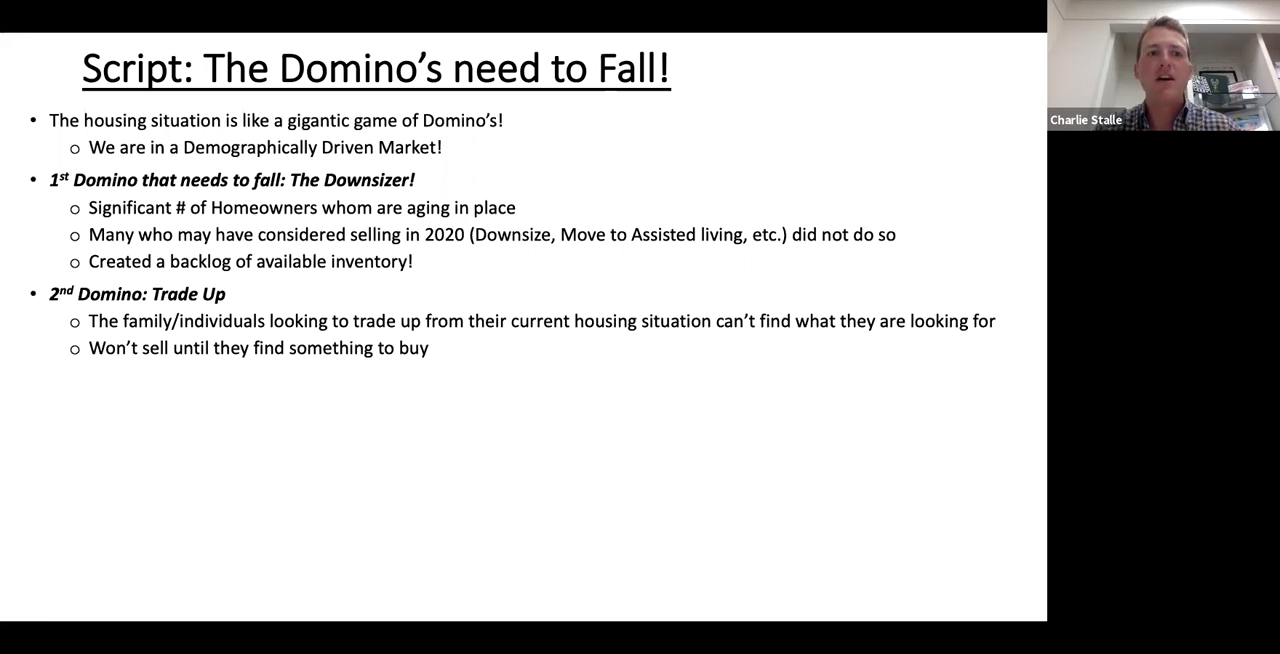 Script: The Domino’s need to Fall!
• The housing situation is like a gigantic game of Domino’s!
o We are in a Demographically Driven Market!
• 1st Domino that needs to fall: The Downsizer!
o Significant # of Homeowners whom are aging in place
o Many who may have considered selling in 2020 (Downsize, Move to Assisted living, etc.) did not do so
o Created a backlog of available inventory!
• 2nd Domino: Trade Up
o The family/individuals looking to trade up from their current housing situation can’t find what they are looking for
o Won’t sell until they find something to buy
Charlie Stalle